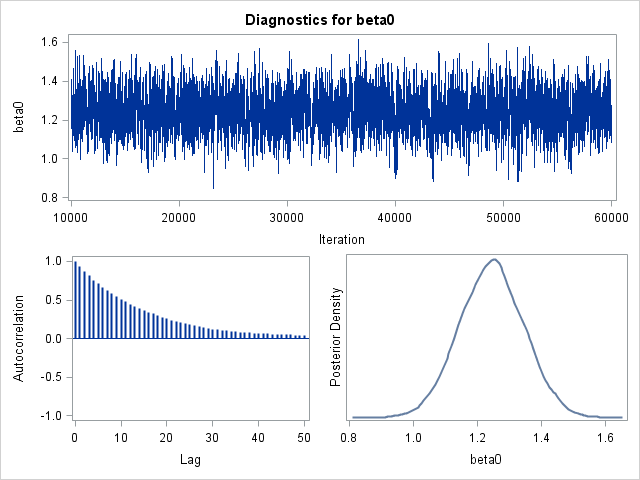 Diagnostics for beta0
1.6
1.4
1.2
1.0
0.8
beta0
10000 20000 30000 40000 50000 60000
Iteration
1.0
0.5
0.0
-0.5
-1.0
Autocorrelation
0 10 20 30 40 50
Lag
Posterior Density
0.8 1.0 1.2 1.4 1.6
beta0